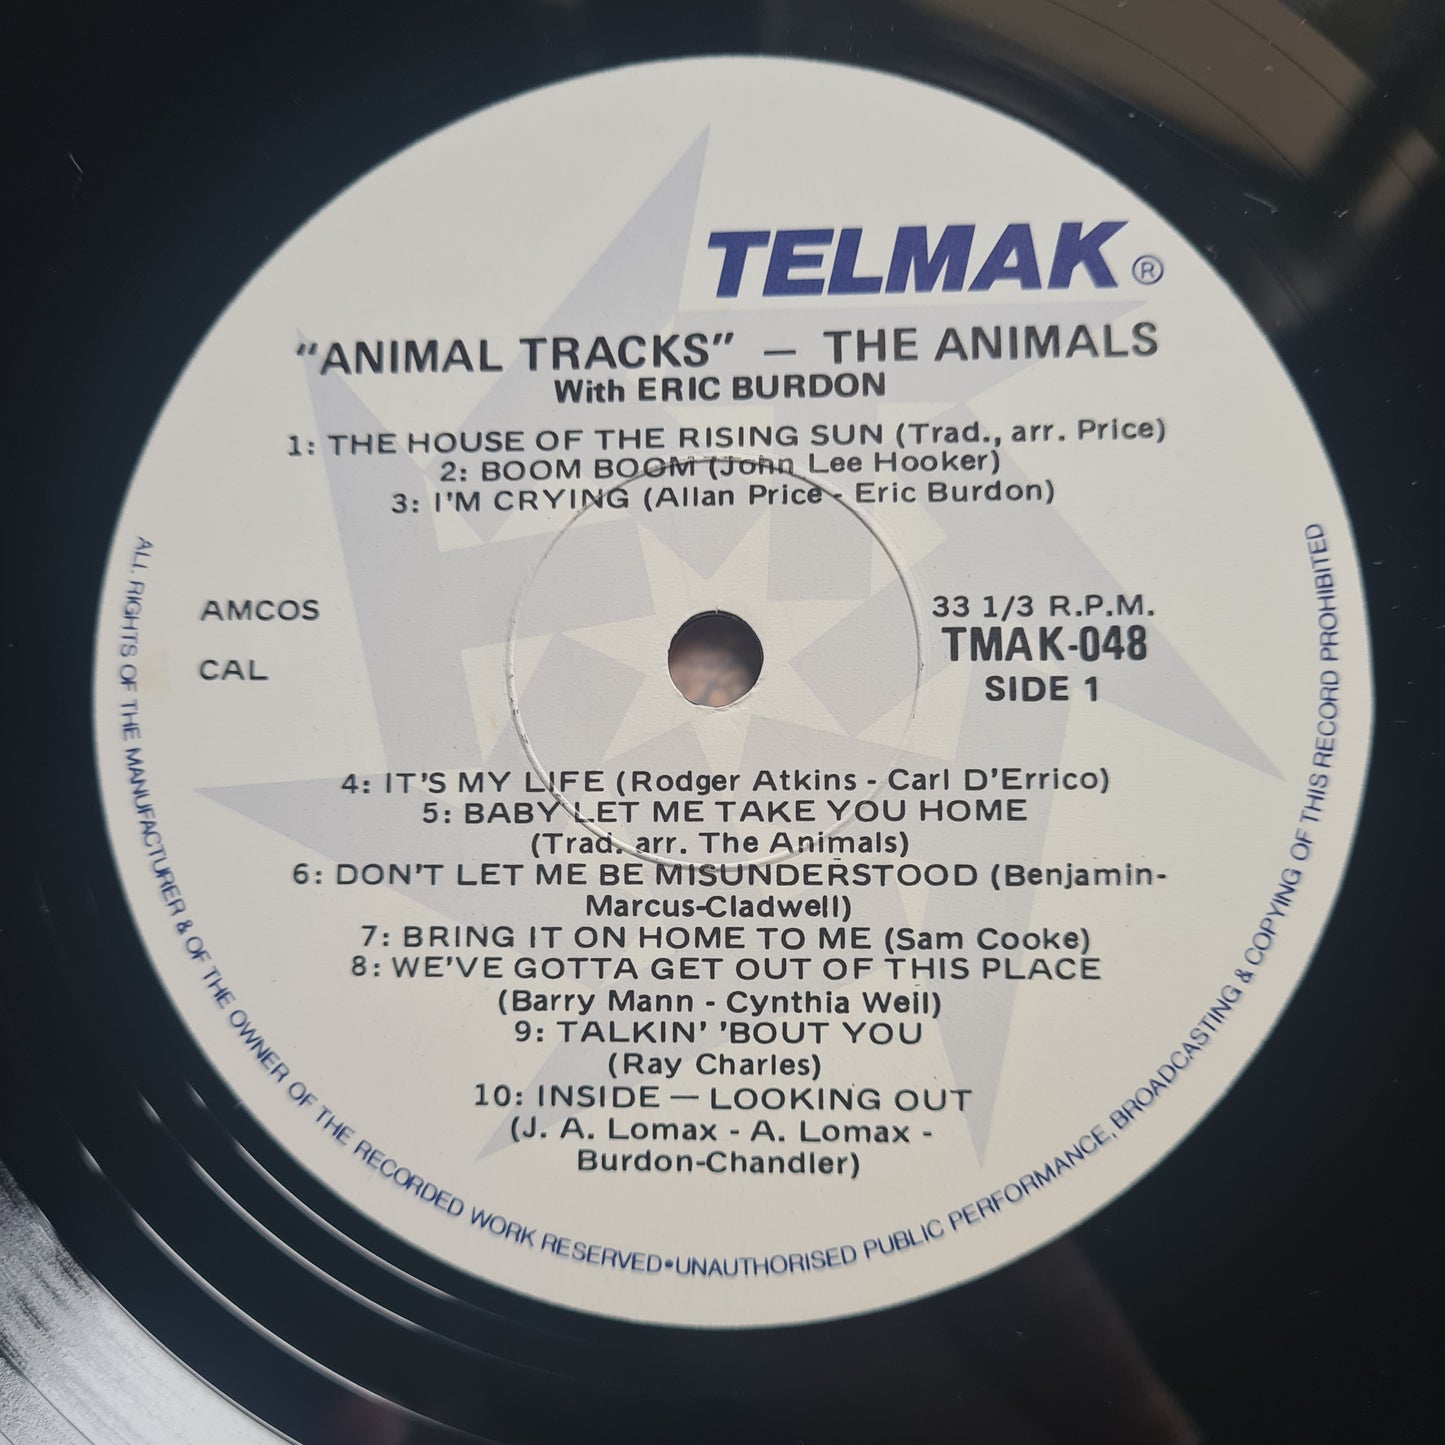 TELMAK ®
"ANIMAL TRACKS" — THE ANIMALS
With ERIC BURDON
1: THE HOUSE OF THE RISING SUN (Trad., arr. Price)
2: BOOM BOOM (John Lee Hooker)
3: I'M CRYING (Allan Price - Eric Burdon)
AMCOS
CAL
33 1/3 R.P.M.
TMAK-048
SIDE 1
4: IT'S MY LIFE (Rodger Atkins - Carl D'Errico)
5: BABY LET ME TAKE YOU HOME
(Trad. arr. The Animals)
6: DON'T LET ME BE MISUNDERSTOOD (Benjamin-
Marcus-Cladwell)
7: BRING IT ON HOME TO ME (Sam Cooke)
8: WE'VE GOTTA GET OUT OF THIS PLACE
(Barry Mann - Cynthia Weil)
9: TALKIN' 'BOUT YOU
(Ray Charles)
10: INSIDE — LOOKING OUT
(J. A. Lomax - A. Lomax -
Burdon-Chandler)
ALL RIGHTS OF THE MANUFACTURER & OF THE OWNER OF THE RECORDED WORK RESERVED•UNAUTHORISED PUBLIC PERFORMANCE, BROADCASTING & COPYING OF THIS RECORD PROHIBITED